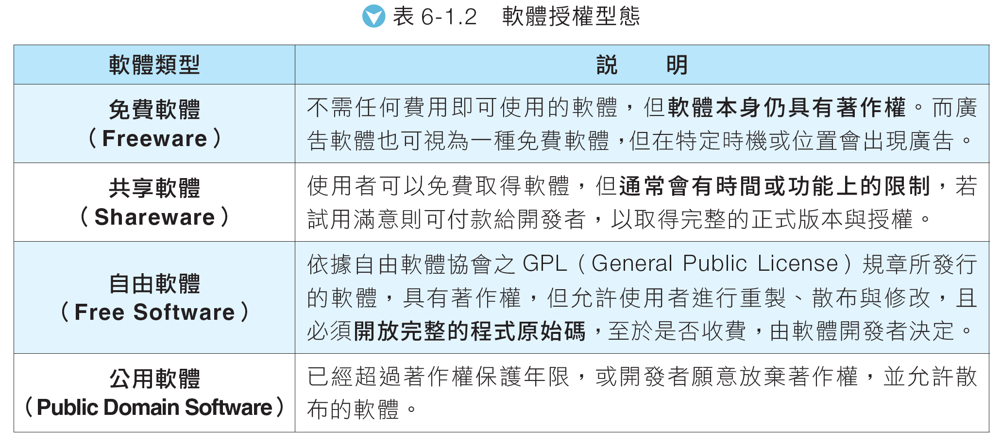 表 6-1.2　軟體授權型態
軟體類型
說　　明
免費軟體
（Freeware）
不需任何費用即可使用的軟體，但軟體本身仍具有著作權。而廣
告軟體也可視為一種免費軟體，但在特定時機或位置會出現廣告。
共享軟體
（Shareware）
使用者可以免費取得軟體，但通常會有時間或功能上的限制，若
試用滿意則可付款給開發者，以取得完整的正式版本與授權。
自由軟體
（Free Software）
依據自由軟體協會之 GPL（General Public License）規章所發行
的軟體，具有著作權，但允許使用者進行重製、散布與修改，且
必須開放完整的程式原始碼，至於是否收費，由軟體開發者決定。
公用軟體
（Public Domain Software）
已經超過著作權保護年限，或開發者願意放棄著作權，並允許散
布的軟體。